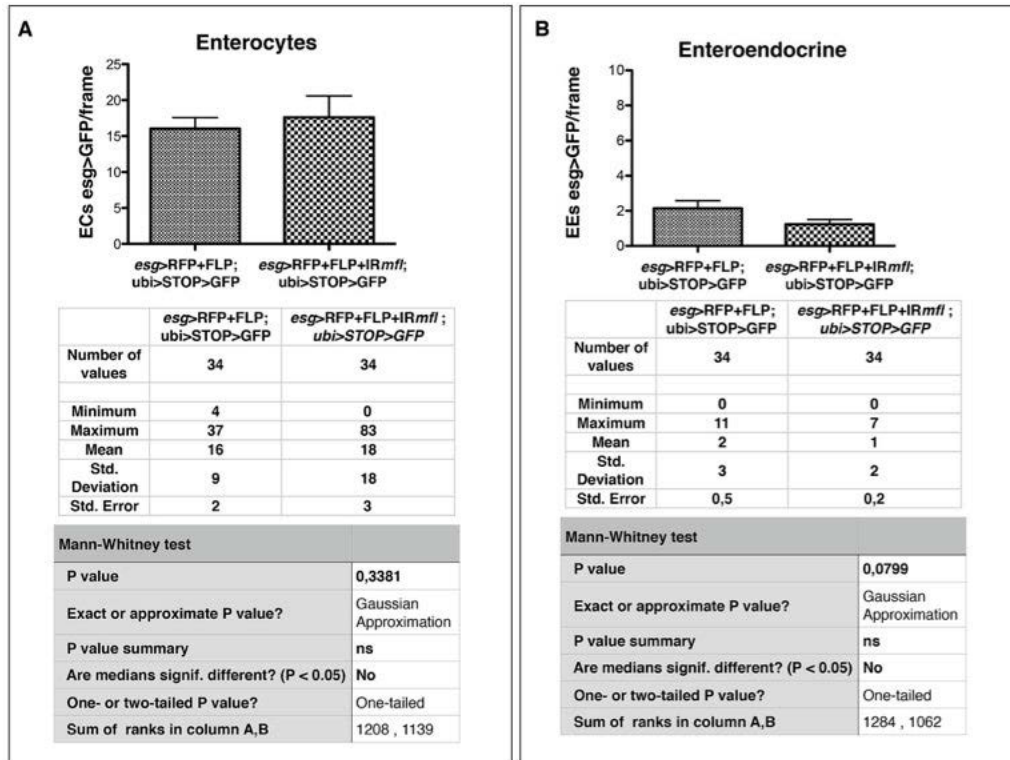 A
Enterocytes
ECs esg>GFP/frame
25
20
15
10
5
0
esg>RFP+FLP;
ubi>STOP>GFP
esg>RFP+FLP+IRmfl;
ubi>STOP>GFP
esg>RFP+FLP;
ubi>STOP>GFP
esg>RFP+FLP+IRmfl ;
ubi>STOP>GFP
Number of
values
34
34
Minimum 4 0
Maximum 37 83
Mean 16 18
Std.
Deviation
9
18
Std. Error 2 3
Mann-Whitney test
P value 0,3381
Exact or approximate P value?
Gaussian
Approximation
P value summary ns
Are medians signif. different? (P < 0.05) No
One- or two-tailed P value? One-tailed
Sum of ranks in column A,B 1208 , 1139
B
Enteroendocrine
EEs esg>GFP/frame
10
8
6
4
2
0
esg>RFP+FLP;
ubi>STOP>GFP
esg>RFP+FLP+IRmfl;
ubi>STOP>GFP
esg>RFP+FLP;
ubi>STOP>GFP
esg>RFP+FLP+IRmfl ;
ubi>STOP>GFP
Number of
values
34
34
Minimum 0 0
Maximum 11 7
Mean 2 1
Std.
Deviation
3
2
Std. Error 0,5 0,2
Mann-Whitney test
P value 0,0799
Exact or approximate P value?
Gaussian
Approximation
P value summary ns
Are medians signif. different? (P < 0.05) No
One- or two-tailed P value? One-tailed
Sum of ranks in column A,B 1284 , 1062